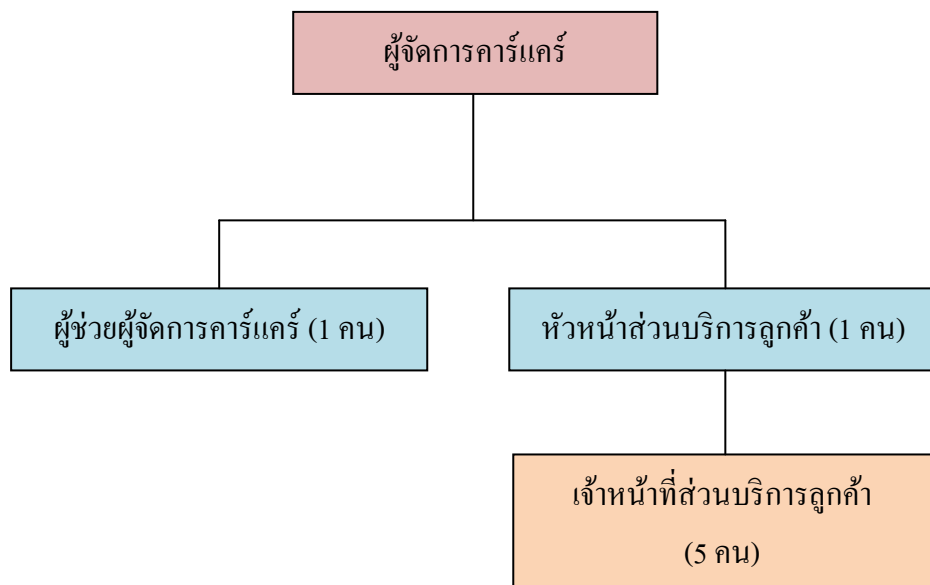 ผู้จัดการคาร์แคร์
ผู้ช่วยผู้จัดการคาร์แคร์ (1 คน)
หัวหน้าส่วนบริการลูกค้า (1 คน)
เจ้าหน้าที่ส่วนบริการลูกค้า
(5 คน)